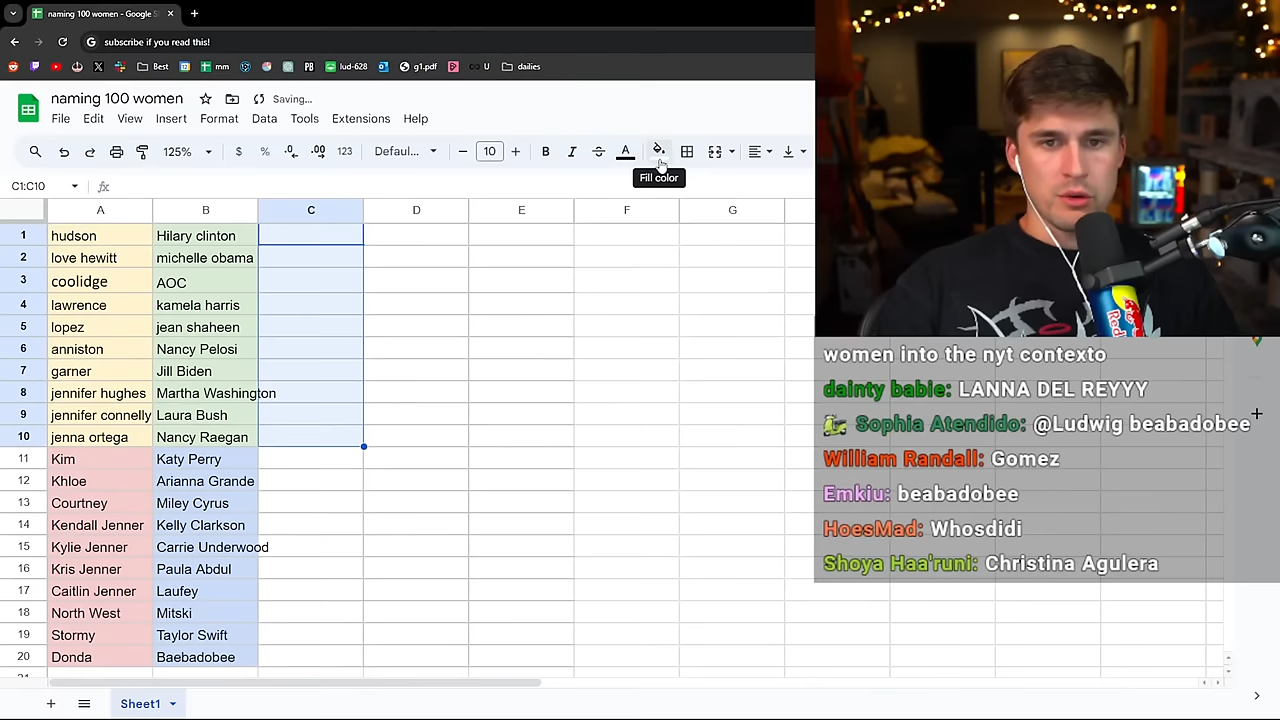 naming 100 women - Google S
subscribe if you read this!
Best
mm
PB
lud-628
g1.pdf
U
dailies
naming 100 women
Saving...
File Edit View Insert Format Data Tools Extensions Help
125% $ % .0 .00 123 Defaul... 10 B I A
Fill color
C1:C10
fx
A B C D E F G
1 hudson Hilary clinton
2 love hewitt michelle obama
3 coolidge AOC
4 lawrence kamela harris
5 lopez jean shaheen
6 anniston Nancy Pelosi
7 garner Jill Biden
8 jennifer hughes Martha Washington
9 jennifer connelly Laura Bush
10 jenna ortega Nancy Raegan
11 Kim Katy Perry
12 Khloe Arianna Grande
13 Courtney Miley Cyrus
14 Kendall Jenner Kelly Clarkson
15 Kylie Jenner Carrie Underwood
16 Kris Jenner Paula Abdul
17 Caitlin Jenner Laufey
18 North West Mitski
19 Stormy Taylor Swift
20 Donda Baebadobee
women into the nyt contexto
dainty babie: LANNA DEL REYYY
Sophia Atendido: @Ludwig beabadobee
William Randall: Gomez
Emkiu: beabadobee
HoesMad: Whosdidi
Shoya Haa'runi: Christina Agulera
Sheet1